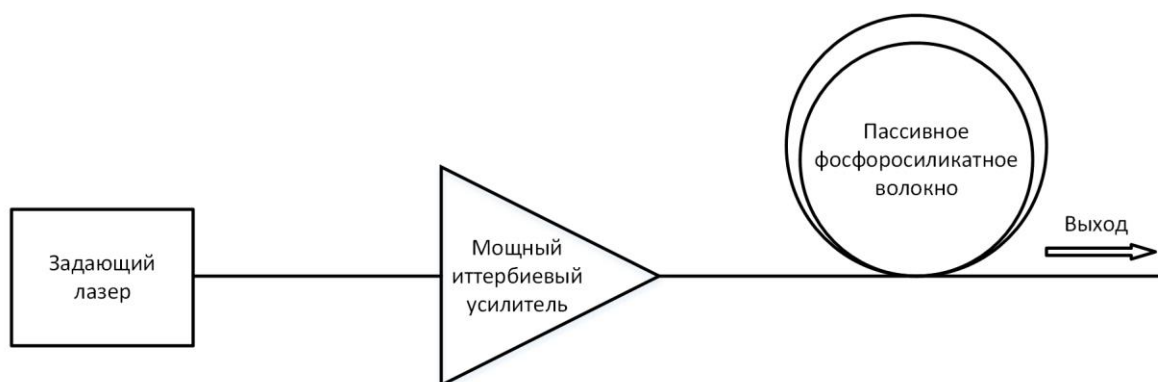 Задающий
лазер
Мощный
иттербиевый
усилитель
Пассивное
фосфоросиликатное
волокно
Выход